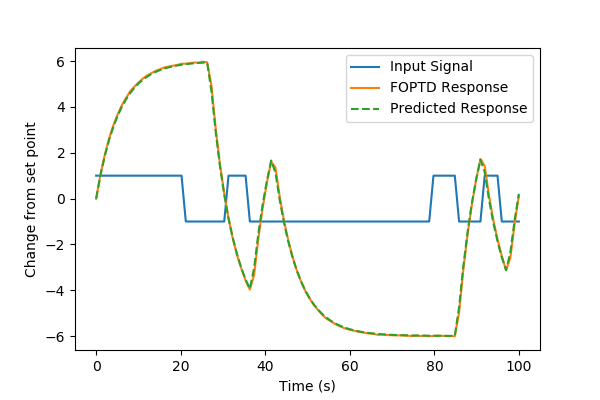 Input Signal
FOPTD Response
Predicted Response
Change from set point
6
4
2
0
−2
−4
−6
0 20 40 60 80 100
Time (s)